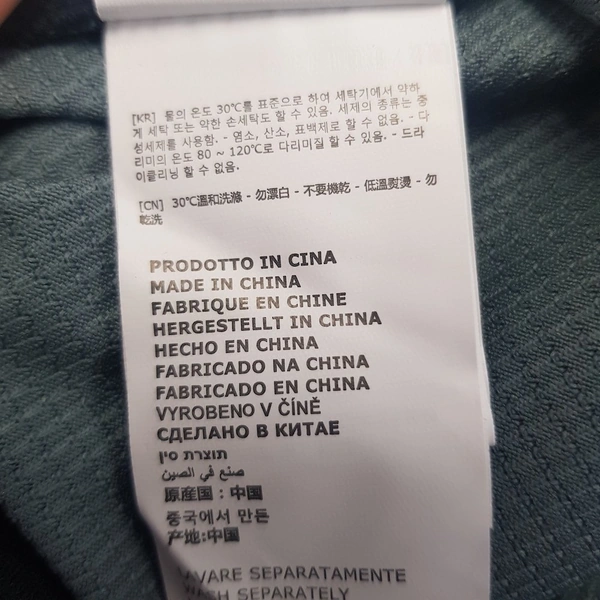 [KR] 물의 온도 30℃를 표준으로 하여 세탁기에서 약하
게 세탁 또는 약한 손세탁도 할 수 있음. 세제의 종류는 중
성세제를 사용함. - 염소, 산소, 표백제로 할 수 없음. - 다
리미의 온도 80 ~ 120℃로 다리미질 할 수 있음. - 드라
이클리닝 할 수 없음.
[CN] 30℃溫和洗滌 - 勿漂白 - 不要機乾 - 低溫熨燙 - 勿
乾洗
PRODOTTO IN CINA
MADE IN CHINA
FABRIQUE EN CHINE
HERGESTELLT IN CHINA
HECHO EN CHINA
FABRICADO NA CHINA
FABRICADO EN CHINA
VYROBENO V ČÍNĚ
СДЕЛАНО В КИТАЕ
תוצרת סין
صنع في الصين
原産国：中国
중국에서 만든
产地:中国
SEPARATAMENTE
SEPARATELY